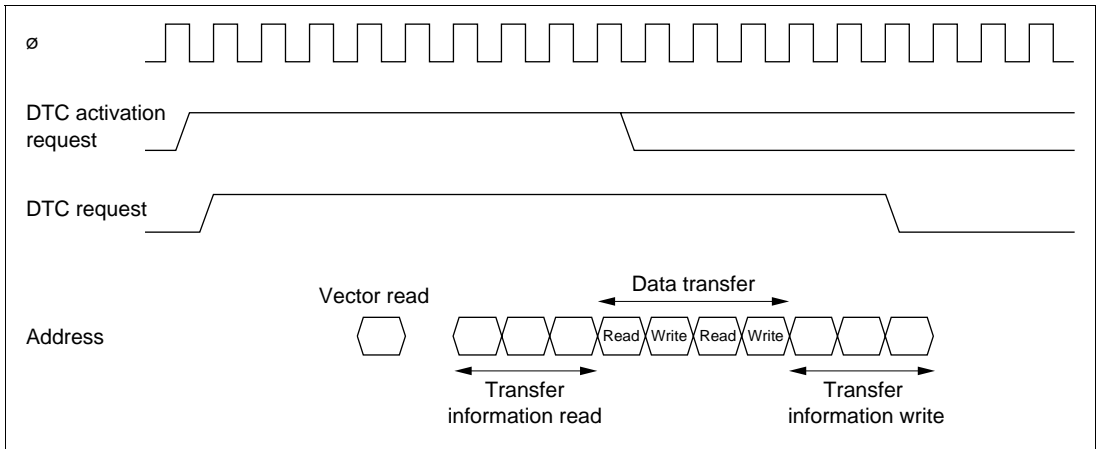 ø
DTC activation
request
DTC request
Data transfer
Vector read
Address
Read Write Read Write
Transfer
information read
Transfer
information write